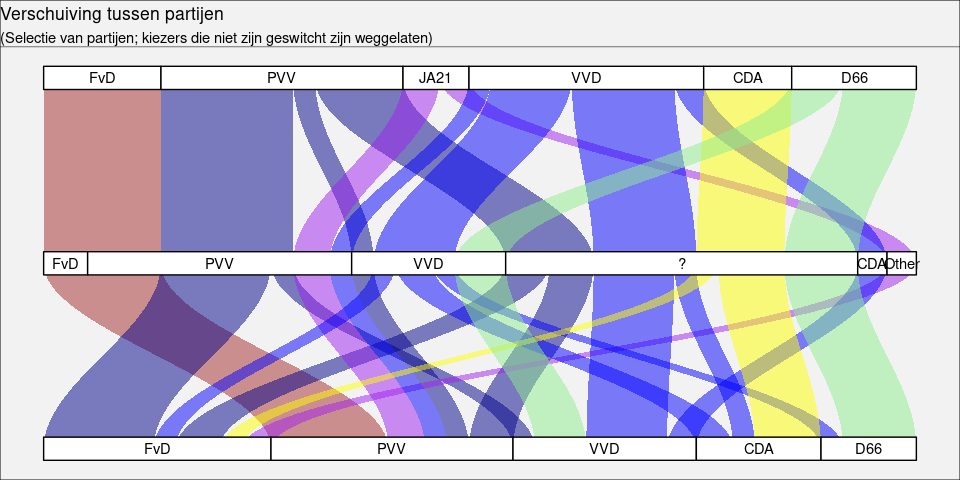 Verschuiving tussen partijen
(Selectie van partijen; kiezers die niet zijn geswitcht zijn weggelaten)
FvD PVV JA21 VVD CDA D66
FvD PVV VVD ? CDA Other
FvD PVV VVD CDA D66